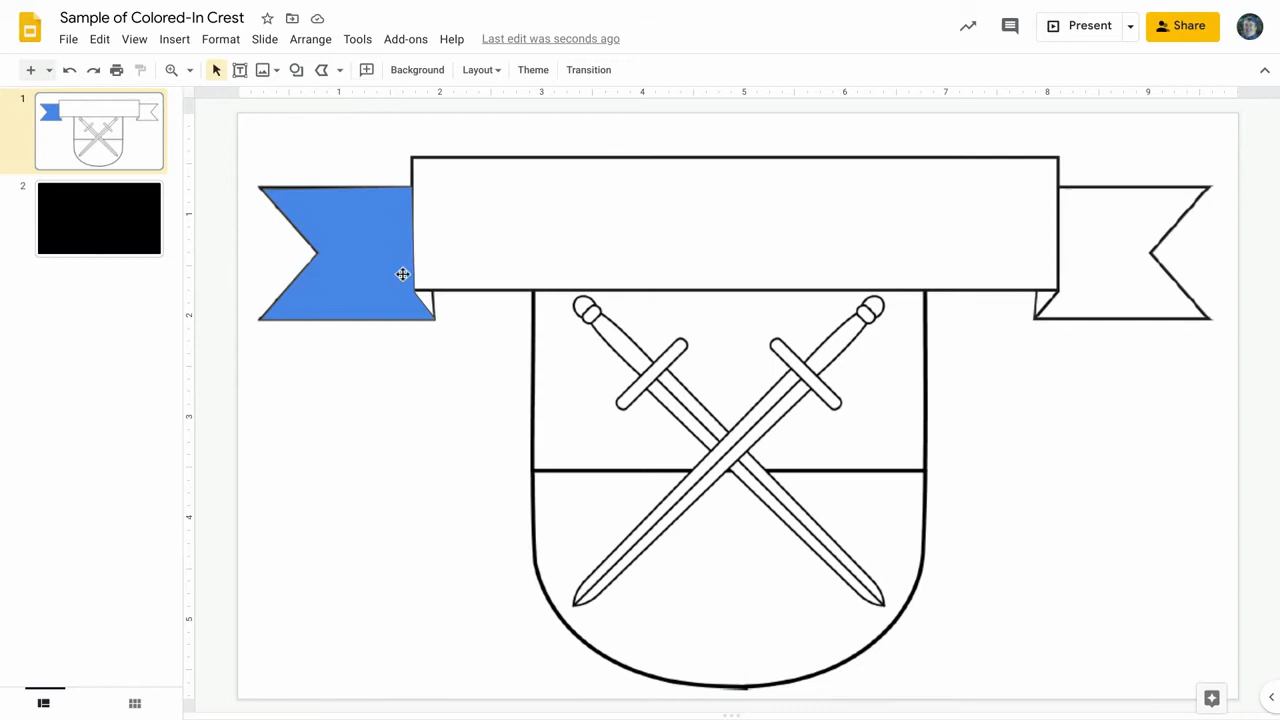 Sample of Colored-In Crest
File Edit View Insert Format Slide Arrange Tools Add-ons Help Last edit was seconds ago
Present Share
Background Layout Theme Transition
1 2 3 4 5 6 7 8 9
1
2
1
2
3
4
5